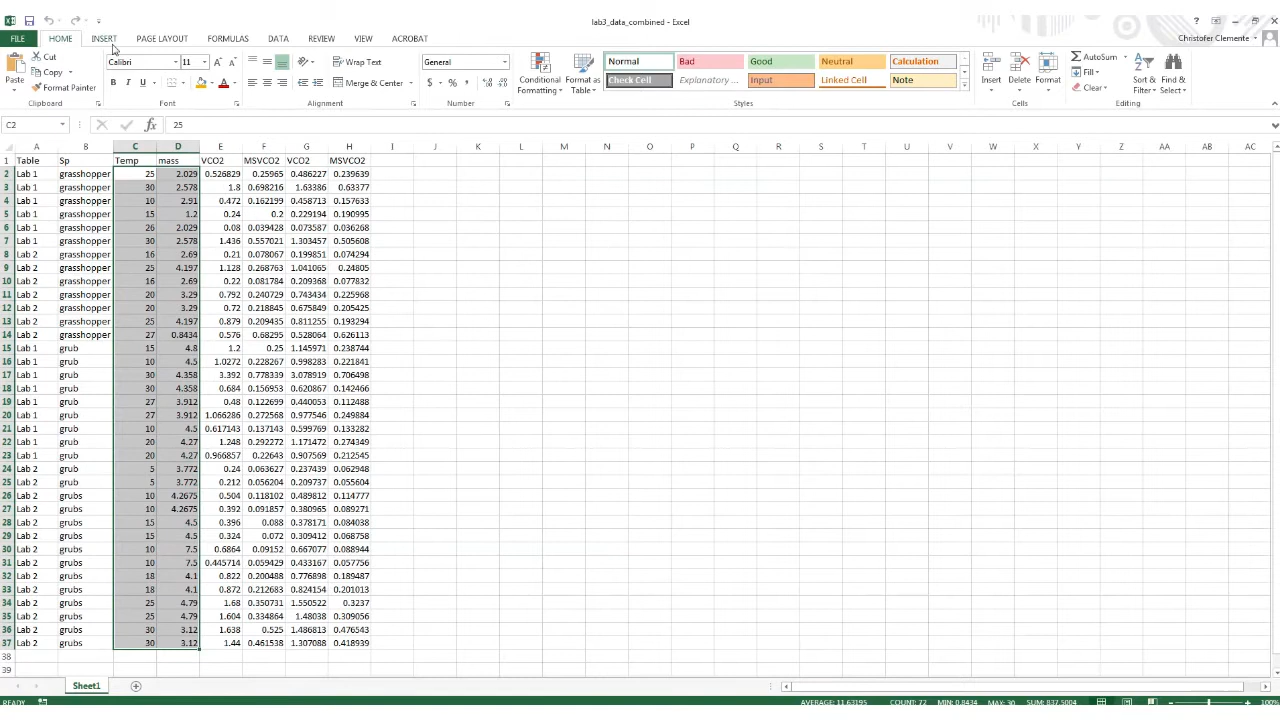 lab3_data_combined - Excel
FILE HOME INSERT PAGE LAYOUT FORMULAS DATA REVIEW VIEW ACROBAT Christofer Clemente
Paste Cut Copy Format Painter
Clipboard
Calibri 11
Font
Wrap Text
Merge & Center
Alignment
General
$ % ,
Number
Conditional Formatting
Format as Table
Normal Bad Good Neutral Calculation
Check Cell Explanatory ... Input Linked Cell Note
Styles
Insert Delete Format
Cells
AutoSum
Fill
Clear
Sort & Filter
Find & Select
Editing
C2 fx 25
A B C D E F G H I J K L M N O P Q R S T U V W X Y Z AA AB AC
1 Table Sp Temp mass VCO2 MSVCO2 VCO2 MSVCO2
2 Lab 1 grasshopper 25 2.029 0.526829 0.25965 0.486227 0.239639
3 Lab 1 grasshopper 30 2.578 1.8 0.698216 1.63386 0.63377
4 Lab 1 grasshopper 10 2.91 0.472 0.162199 0.458713 0.157633
5 Lab 1 grasshopper 15 1.2 0.24 0.2 0.229194 0.190995
6 Lab 1 grasshopper 26 2.029 0.08 0.039428 0.073587 0.036268
7 Lab 1 grasshopper 30 2.578 1.436 0.557021 1.303457 0.505608
8 Lab 2 grasshopper 16 2.69 0.21 0.078067 0.199851 0.074294
9 Lab 2 grasshopper 25 4.197 1.128 0.268763 1.041065 0.24805
10 Lab 2 grasshopper 16 2.69 0.22 0.081784 0.209368 0.077832
11 Lab 2 grasshopper 20 3.29 0.792 0.240729 0.743434 0.225968
12 Lab 2 grasshopper 20 3.29 0.72 0.218845 0.675849 0.205425
13 Lab 2 grasshopper 25 4.197 0.879 0.209435 0.811255 0.193294
14 Lab 2 grasshopper 27 0.8434 0.576 0.68295 0.528064 0.626113
15 Lab 1 grub 15 4.8 1.2 0.25 1.145971 0.238744
16 Lab 1 grub 10 4.5 1.0272 0.228267 0.998283 0.221841
17 Lab 1 grub 30 4.358 3.392 0.778339 3.078919 0.706498
18 Lab 1 grub 30 4.358 0.684 0.156953 0.620867 0.142466
19 Lab 1 grub 27 3.912 0.48 0.122699 0.440053 0.112488
20 Lab 1 grub 27 3.912 1.066286 0.272568 0.977546 0.249884
21 Lab 1 grub 10 4.5 0.617143 0.137143 0.599769 0.133282
22 Lab 1 grub 20 4.27 1.248 0.292272 1.171472 0.274349
23 Lab 1 grub 20 4.27 0.966857 0.22643 0.907569 0.212545
24 Lab 2 grub 5 3.772 0.24 0.063627 0.237439 0.062948
25 Lab 2 grub 5 3.772 0.212 0.056204 0.209737 0.055604
26 Lab 2 grubs 10 4.2675 0.504 0.118102 0.489812 0.114777
27 Lab 2 grubs 10 4.2675 0.392 0.091857 0.380965 0.089271
28 Lab 2 grubs 15 4.5 0.396 0.088 0.378171 0.084038
29 Lab 2 grubs 15 4.5 0.324 0.072 0.309412 0.068758
30 Lab 2 grubs 10 7.5 0.6864 0.09152 0.667077 0.088944
31 Lab 2 grubs 10 7.5 0.445714 0.059429 0.433167 0.057756
32 Lab 2 grubs 18 4.1 0.822 0.200488 0.776898 0.189487
33 Lab 2 grubs 18 4.1 0.872 0.212683 0.824154 0.201013
34 Lab 2 grubs 25 4.79 1.68 0.350731 1.550522 0.3237
35 Lab 2 grubs 25 4.79 1.604 0.334864 1.48038 0.309056
36 Lab 2 grubs 30 3.12 1.638 0.525 1.486813 0.476543
37 Lab 2 grubs 30 3.12 1.44 0.461538 1.307088 0.418939
38
39
Sheet1
READY AVERAGE: 11.63195 COUNT: 72 MIN: 0.8434 MAX: 30 SUM: 837.5004 100%